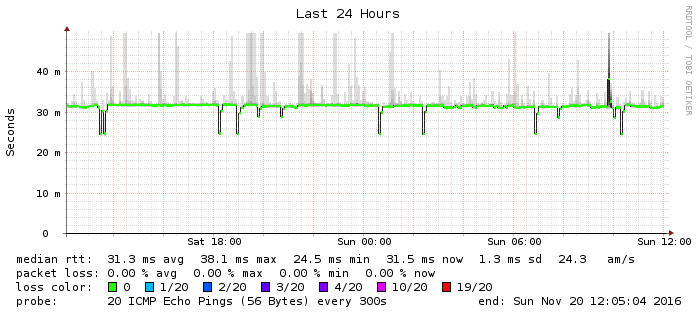 Last 24 Hours
RRDTOOL / TOBI OETIKER
Seconds
40 m
30 m
20 m
10 m
0
Sat 18:00 Sun 00:00 Sun 06:00 Sun 12:00
median rtt: 31.3 ms avg 38.1 ms max 24.5 ms min 31.5 ms now 1.3 ms sd 24.3 am/s
packet loss: 0.00 % avg 0.00 % max 0.00 % min 0.00 % now
loss color: 0 1/20 2/20 3/20 4/20 10/20 19/20
probe: 20 ICMP Echo Pings (56 Bytes) every 300s end: Sun Nov 20 12:05:04 2016